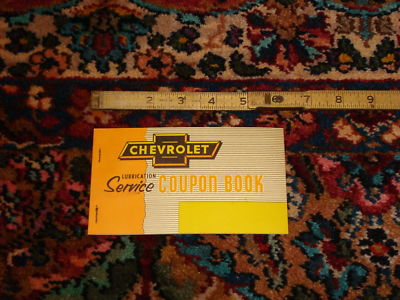 2 3 4 5 6 7 8 9
CHEVROLET
LUBRICATION
Service COUPON BOOK